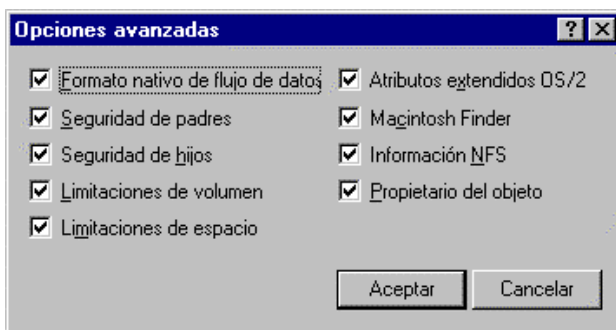 Opciones avanzadas
Formato nativo de flujo de datos
Seguridad de padres
Seguridad de hijos
Limitaciones de volumen
Limitaciones de espacio
Atributos extendidos OS/2
Macintosh Finder
Información NFS
Propietario del objeto
Aceptar
Cancelar